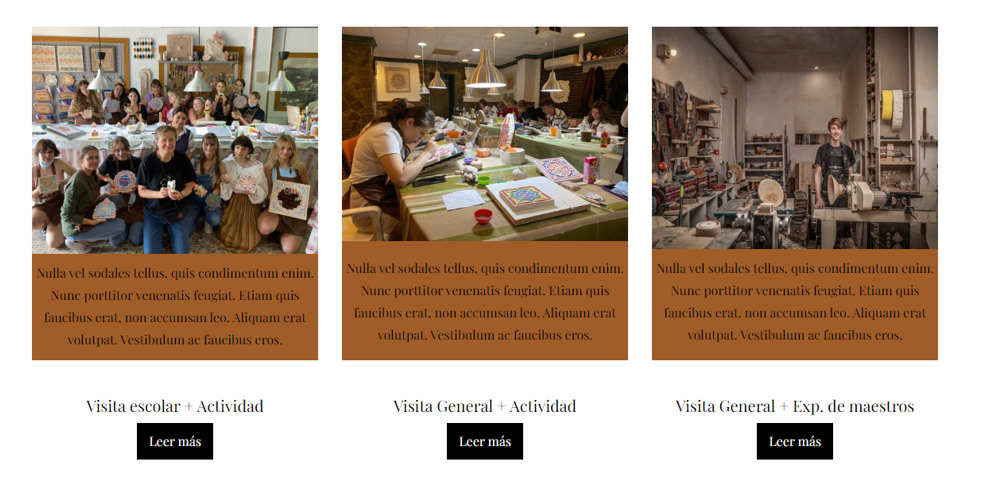 Nulla vel sodales tellus, quis condimentum enim.
Nunc porttitor venenatis feugiat. Etiam quis
faucibus erat, non accumsan leo. Aliquam erat
volutpat. Vestibulum ac faucibus eros.
Visita escolar + Actividad
Leer más
Nulla vel sodales tellus, quis condimentum enim.
Nunc porttitor venenatis feugiat. Etiam quis
faucibus erat, non accumsan leo. Aliquam erat
volutpat. Vestibulum ac faucibus eros.
Visita General + Actividad
Leer más
Nulla vel sodales tellus, quis condimentum enim.
Nunc porttitor venenatis feugiat. Etiam quis
faucibus erat, non accumsan leo. Aliquam erat
volutpat. Vestibulum ac faucibus eros.
Visita General + Exp. de maestros
Leer más